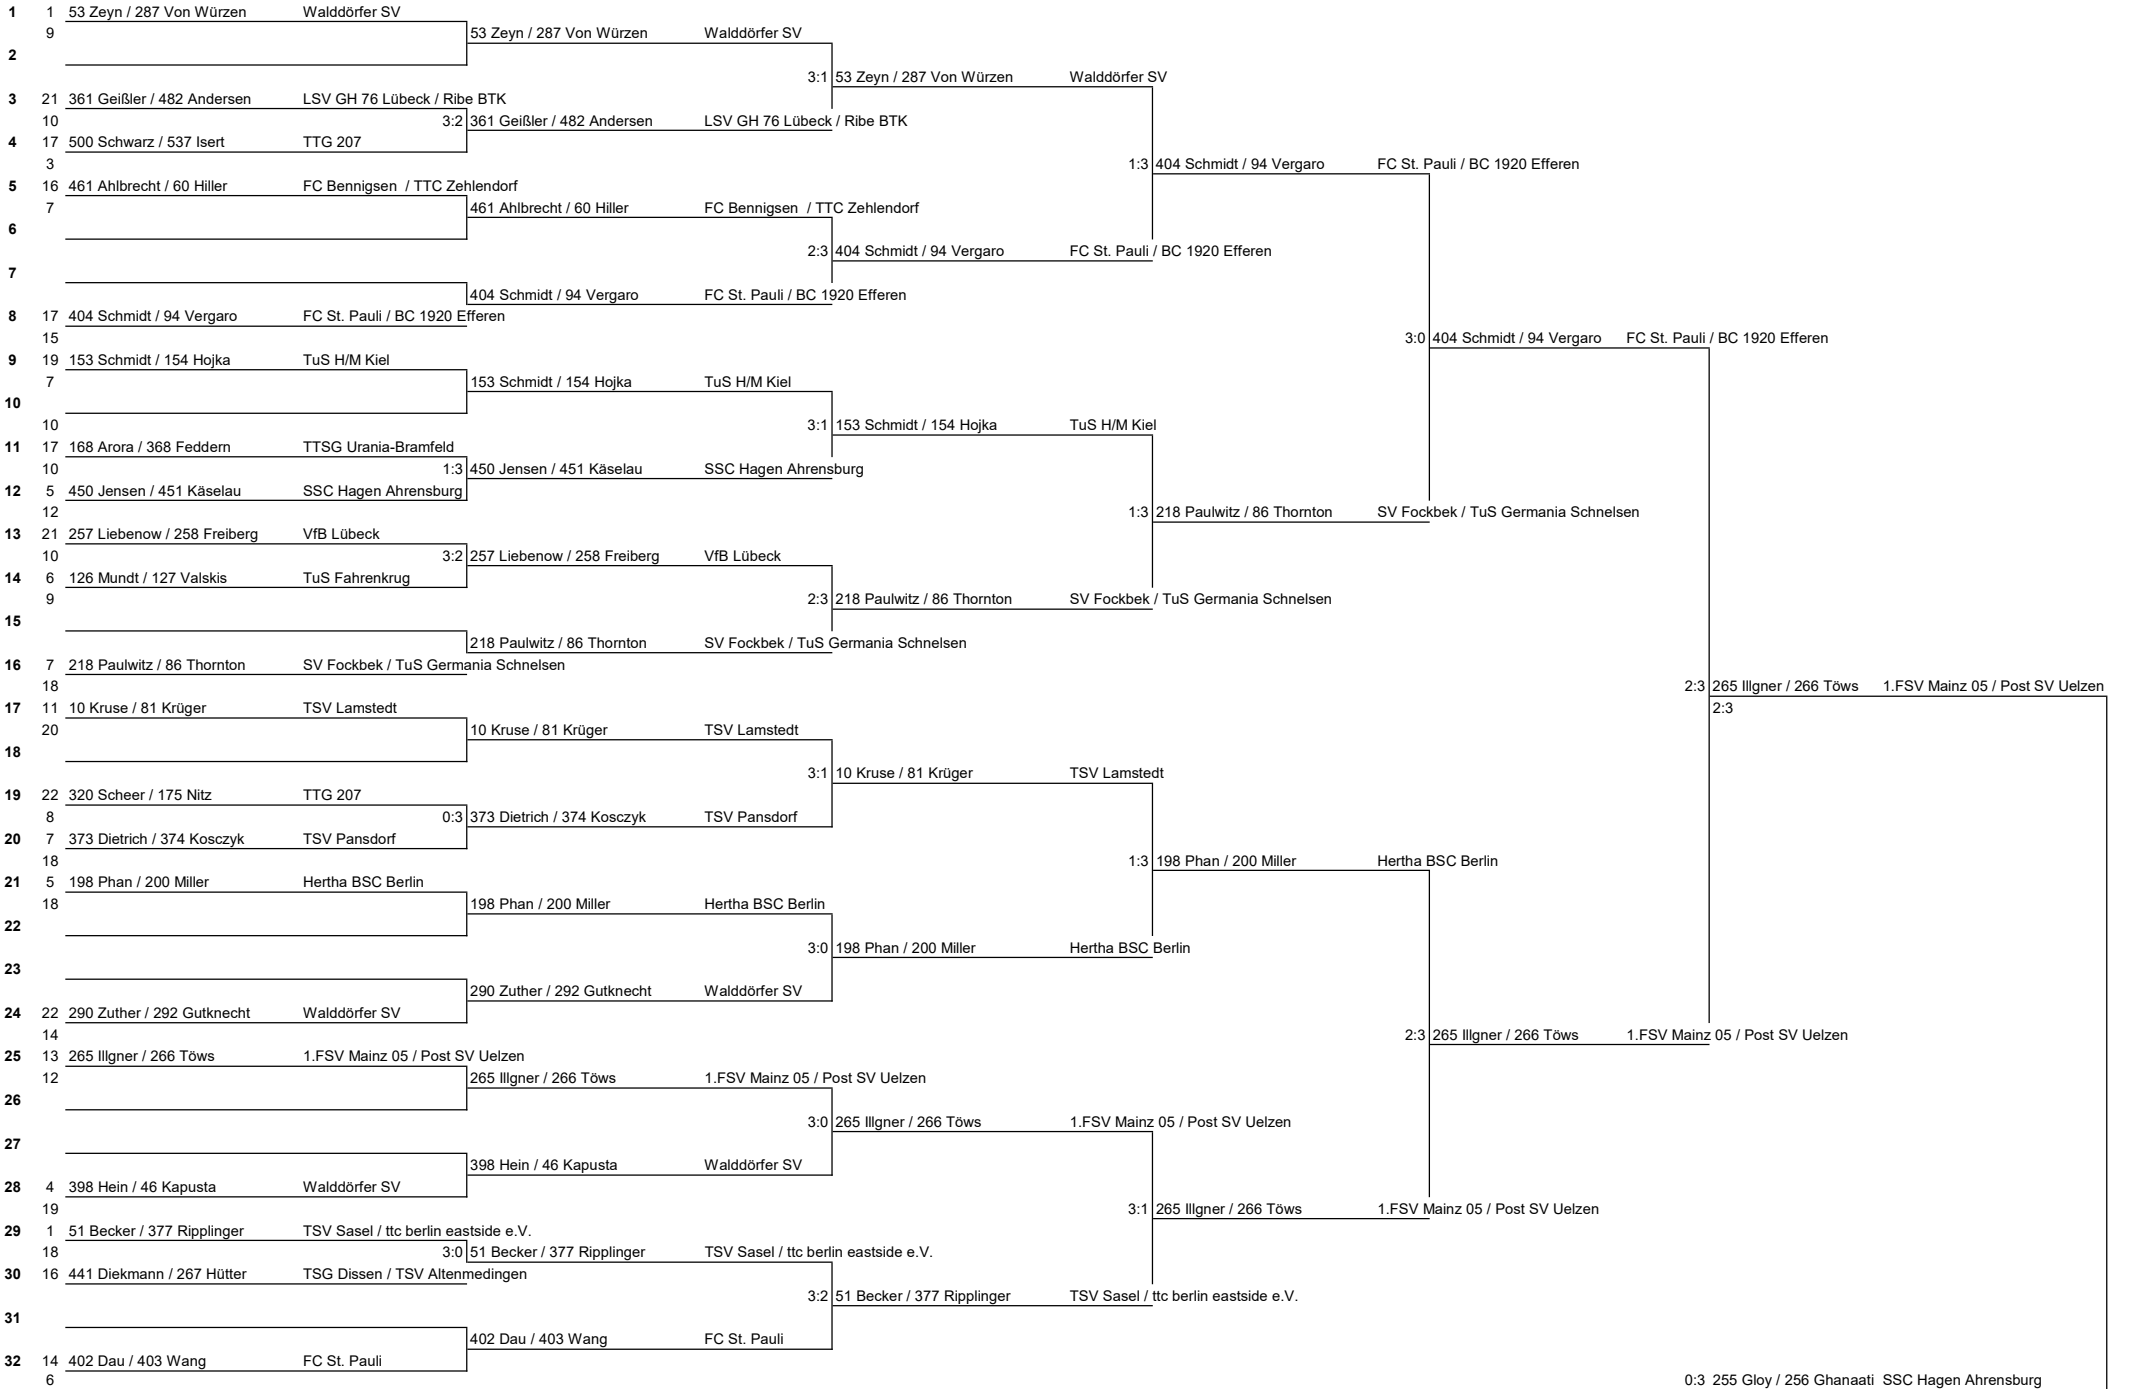 1 1 53 Zeyn / 287 Von Würzen Walddörfer SV
9 53 Zeyn / 287 Von Würzen Walddörfer SV
2
3:1 53 Zeyn / 287 Von Würzen Walddörfer SV
3 21 361 Geißler / 482 Andersen LSV GH 76 Lübeck / Ribe BTK
10 3:2 361 Geißler / 482 Andersen LSV GH 76 Lübeck / Ribe BTK
4 17 500 Schwarz / 537 Isert TTG 207
3 1:3 404 Schmidt / 94 Vergaro FC St. Pauli / BC 1920 Efferen
5 16 461 Ahlbrecht / 60 Hiller FC Bennigsen / TTC Zehlendorf
7 461 Ahlbrecht / 60 Hiller FC Bennigsen / TTC Zehlendorf
6
2:3 404 Schmidt / 94 Vergaro FC St. Pauli / BC 1920 Efferen
7
404 Schmidt / 94 Vergaro FC St. Pauli / BC 1920 Efferen
8 17 404 Schmidt / 94 Vergaro FC St. Pauli / BC 1920 Efferen
15 3:0 404 Schmidt / 94 Vergaro FC St. Pauli / BC 1920 Efferen
9 19 153 Schmidt / 154 Hojka TuS H/M Kiel
7 153 Schmidt / 154 Hojka TuS H/M Kiel
10
10 3:1 153 Schmidt / 154 Hojka TuS H/M Kiel
11 17 168 Arora / 368 Feddern TTSG Urania-Bramfeld
10 1:3 450 Jensen / 451 Käselau SSC Hagen Ahrensburg
12 5 450 Jensen / 451 Käselau SSC Hagen Ahrensburg
12 1:3 218 Paulwitz / 86 Thornton SV Fockbek / TuS Germania Schnelsen
13 21 257 Liebenow / 258 Freiberg VfB Lübeck
10 3:2 257 Liebenow / 258 Freiberg VfB Lübeck
14 6 126 Mundt / 127 Valskis TuS Fahrenkrug
9 2:3 218 Paulwitz / 86 Thornton SV Fockbek / TuS Germania Schnelsen
15
218 Paulwitz / 86 Thornton SV Fockbek / TuS Germania Schnelsen
16 7 218 Paulwitz / 86 Thornton SV Fockbek / TuS Germania Schnelsen
18 2:3 265 Illgner / 266 Töws 1.FSV Mainz 05 / Post SV Uelzen
17 11 10 Kruse / 81 Krüger TSV Lamstedt 2:3
20 10 Kruse / 81 Krüger TSV Lamstedt
18
3:1 10 Kruse / 81 Krüger TSV Lamstedt
19 22 320 Scheer / 175 Nitz TTG 207
8 0:3 373 Dietrich / 374 Kosczyk TSV Pansdorf
20 7 373 Dietrich / 374 Kosczyk TSV Pansdorf
18 1:3 198 Phan / 200 Miller Hertha BSC Berlin
21 5 198 Phan / 200 Miller Hertha BSC Berlin
18 198 Phan / 200 Miller Hertha BSC Berlin
22
3:0 198 Phan / 200 Miller Hertha BSC Berlin
23
290 Zuther / 292 Gutknecht Walddörfer SV
24 22 290 Zuther / 292 Gutknecht Walddörfer SV
14 2:3 265 Illgner / 266 Töws 1.FSV Mainz 05 / Post SV Uelzen
25 13 265 Illgner / 266 Töws 1.FSV Mainz 05 / Post SV Uelzen
12 265 Illgner / 266 Töws 1.FSV Mainz 05 / Post SV Uelzen
26
3:0 265 Illgner / 266 Töws 1.FSV Mainz 05 / Post SV Uelzen
27
398 Hein / 46 Kapusta Walddörfer SV
28 4 398 Hein / 46 Kapusta Walddörfer SV
19 3:1 265 Illgner / 266 Töws 1.FSV Mainz 05 / Post SV Uelzen
29 1 51 Becker / 377 Ripplinger TSV Sasel / ttc berlin eastside e.V.
18 3:0 51 Becker / 377 Ripplinger TSV Sasel / ttc berlin eastside e.V.
30 16 441 Diekmann / 267 Hütter TSG Dissen / TSV Altenmedingen
3:2 51 Becker / 377 Ripplinger TSV Sasel / ttc berlin eastside e.V.
31
402 Dau / 403 Wang FC St. Pauli
32 14 402 Dau / 403 Wang FC St. Pauli
6 0:3 255 Gloy / 256 Ghanaati SSC Hagen Ahrensburg